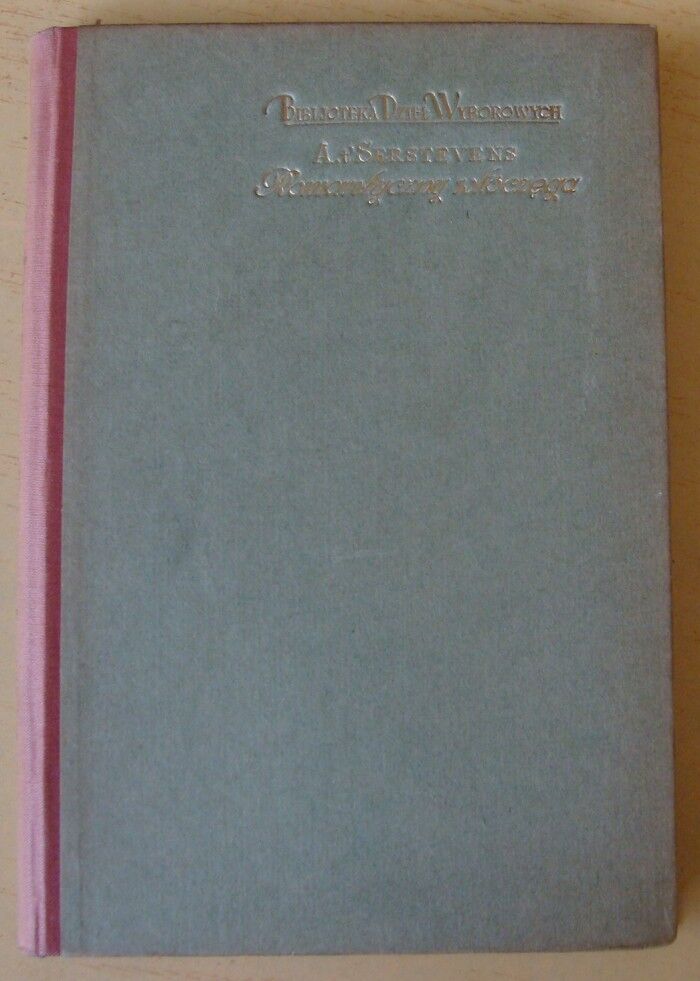 Biblioteka Dzieł Wyborowych
A. t'Serstevens
Romantyczny włóczęga